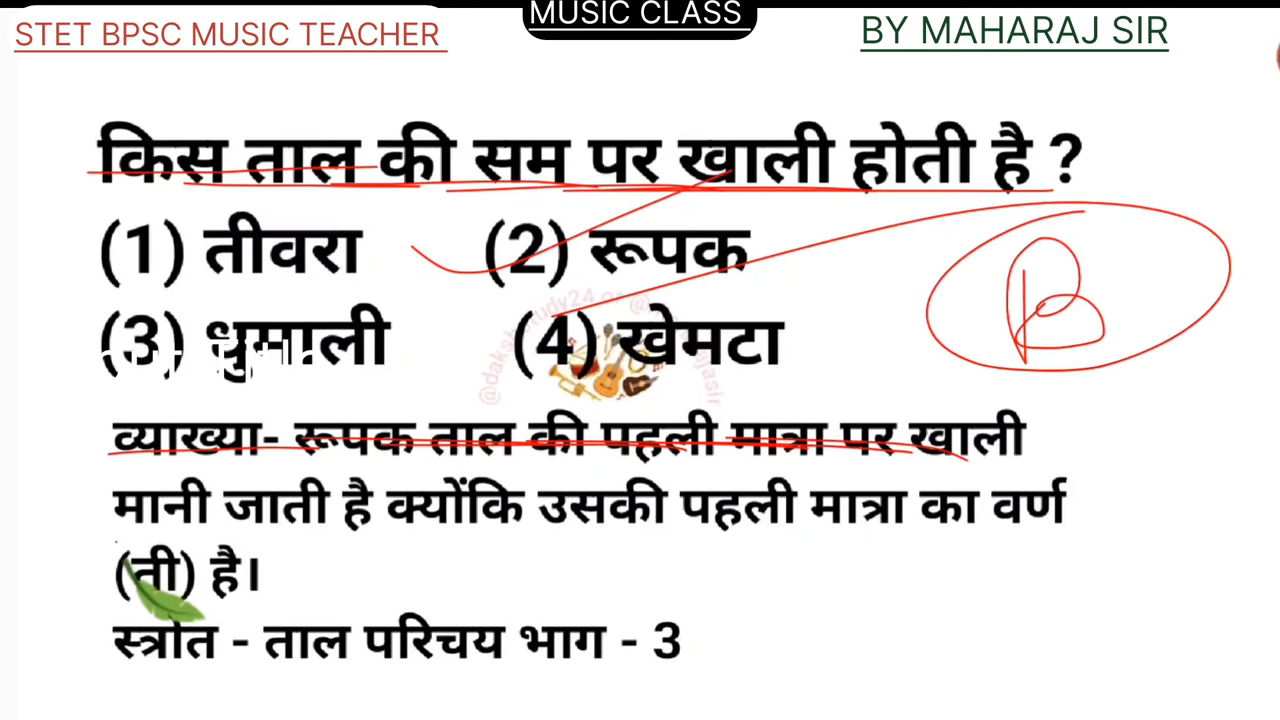 MUSIC CLASS
STET BPSC MUSIC TEACHER
BY MAHARAJ SIR
किस ताल की सम पर खाली होती है ?
(1) तीवरा (2) रूपक
(3) धुमाली (4) खेमटा
B
व्याख्या- रूपक ताल की पहली मात्रा पर खाली
मानी जाती है क्योंकि उसकी पहली मात्रा का वर्ण
(ती) है।
स्त्रोत - ताल परिचय भाग - 3